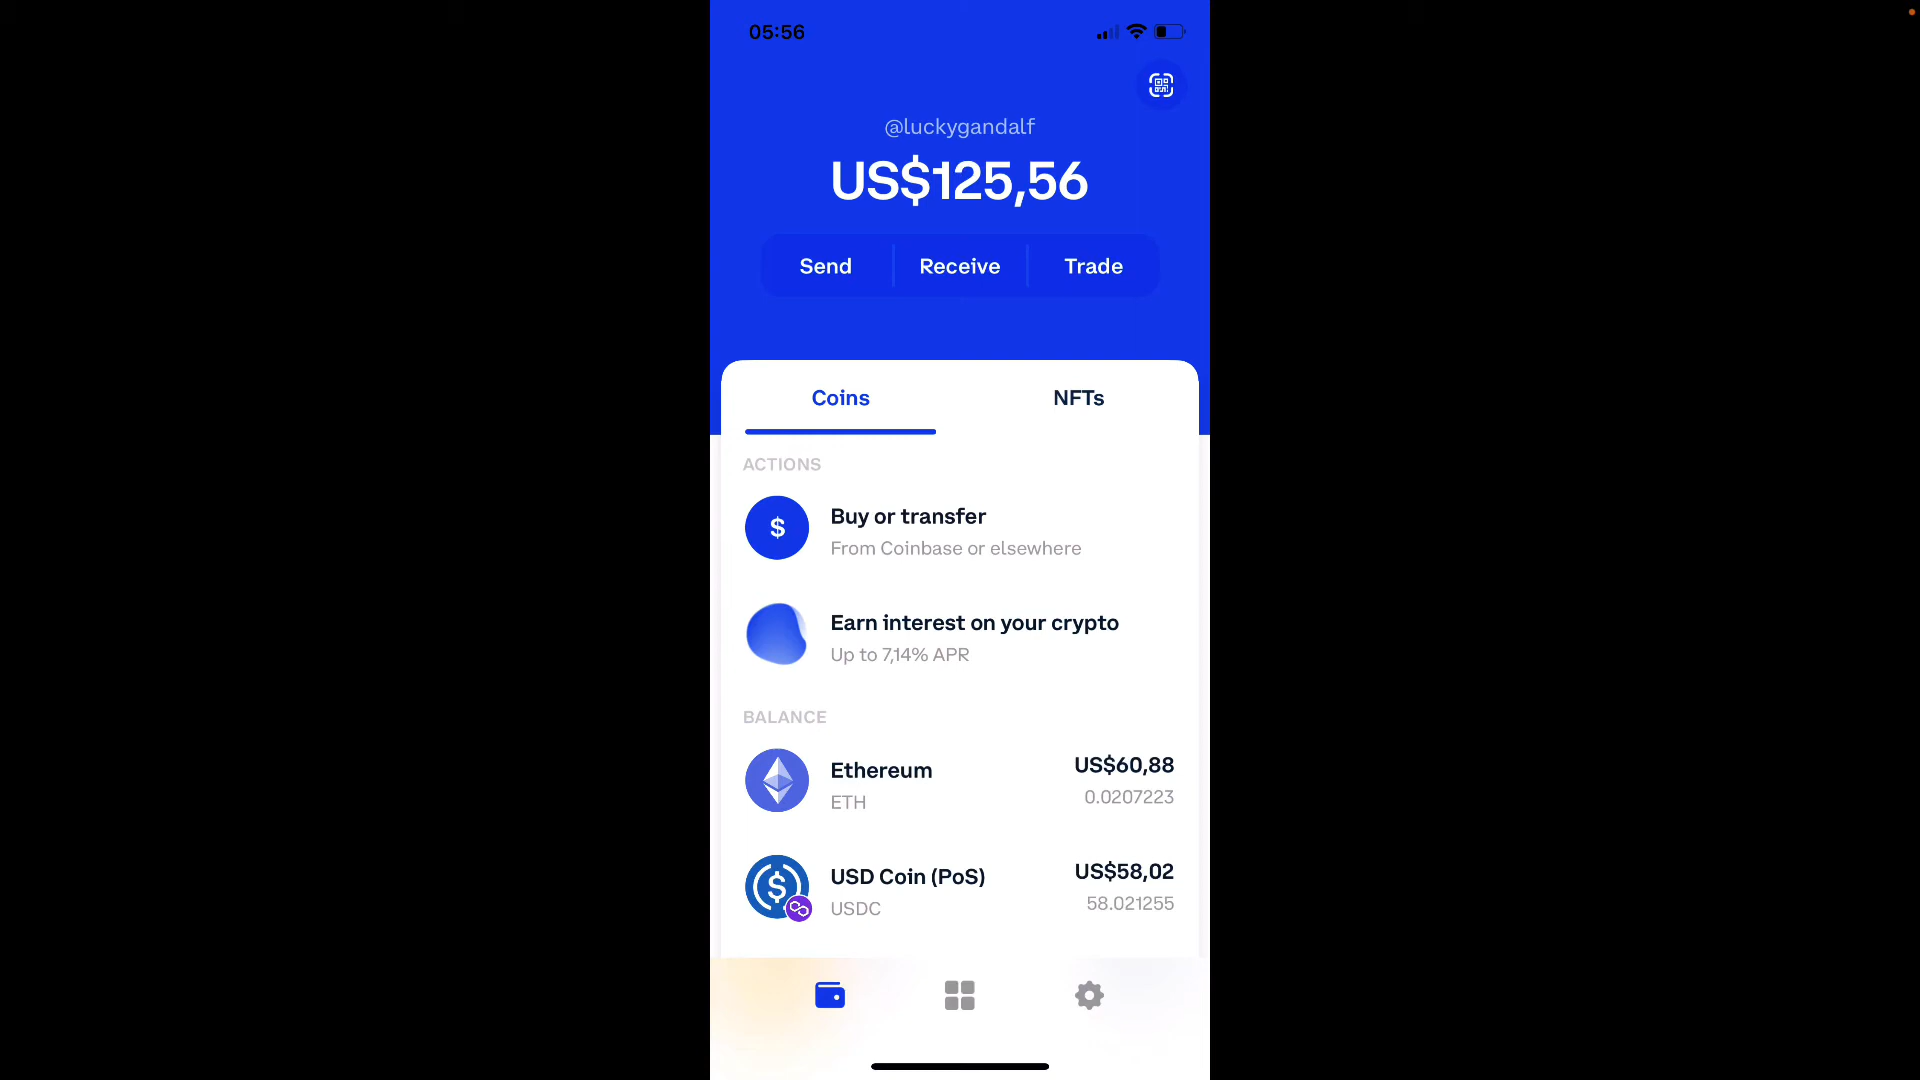 05:56
@luckygandalf
US$125,56
Send Receive Trade
Coins NFTs
ACTIONS
$ Buy or transfer
From Coinbase or elsewhere
Earn interest on your crypto
Up to 7,14% APR
BALANCE
Ethereum US$60,88
ETH 0.0207223
USD Coin (PoS) US$58,02
USDC 58.021255